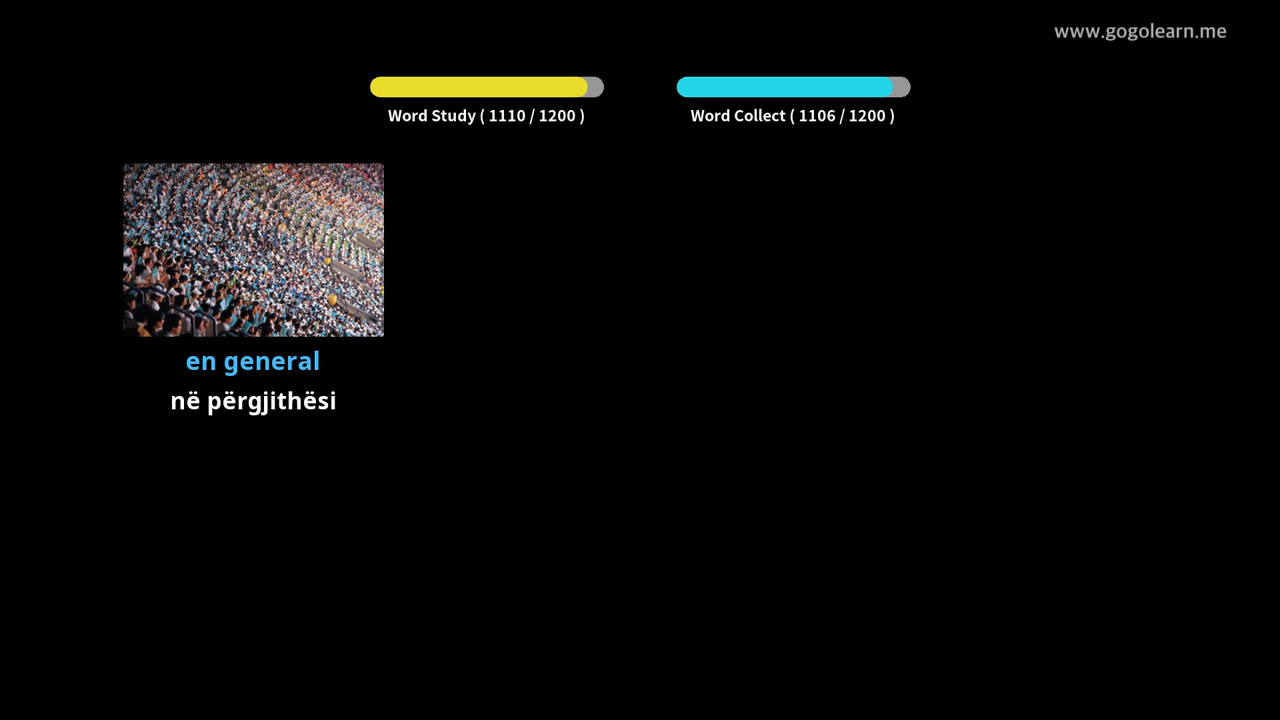 www.gogolearn.me
Word Study ( 1110 / 1200 )
Word Collect ( 1106 / 1200 )
en general
në përgjithësi